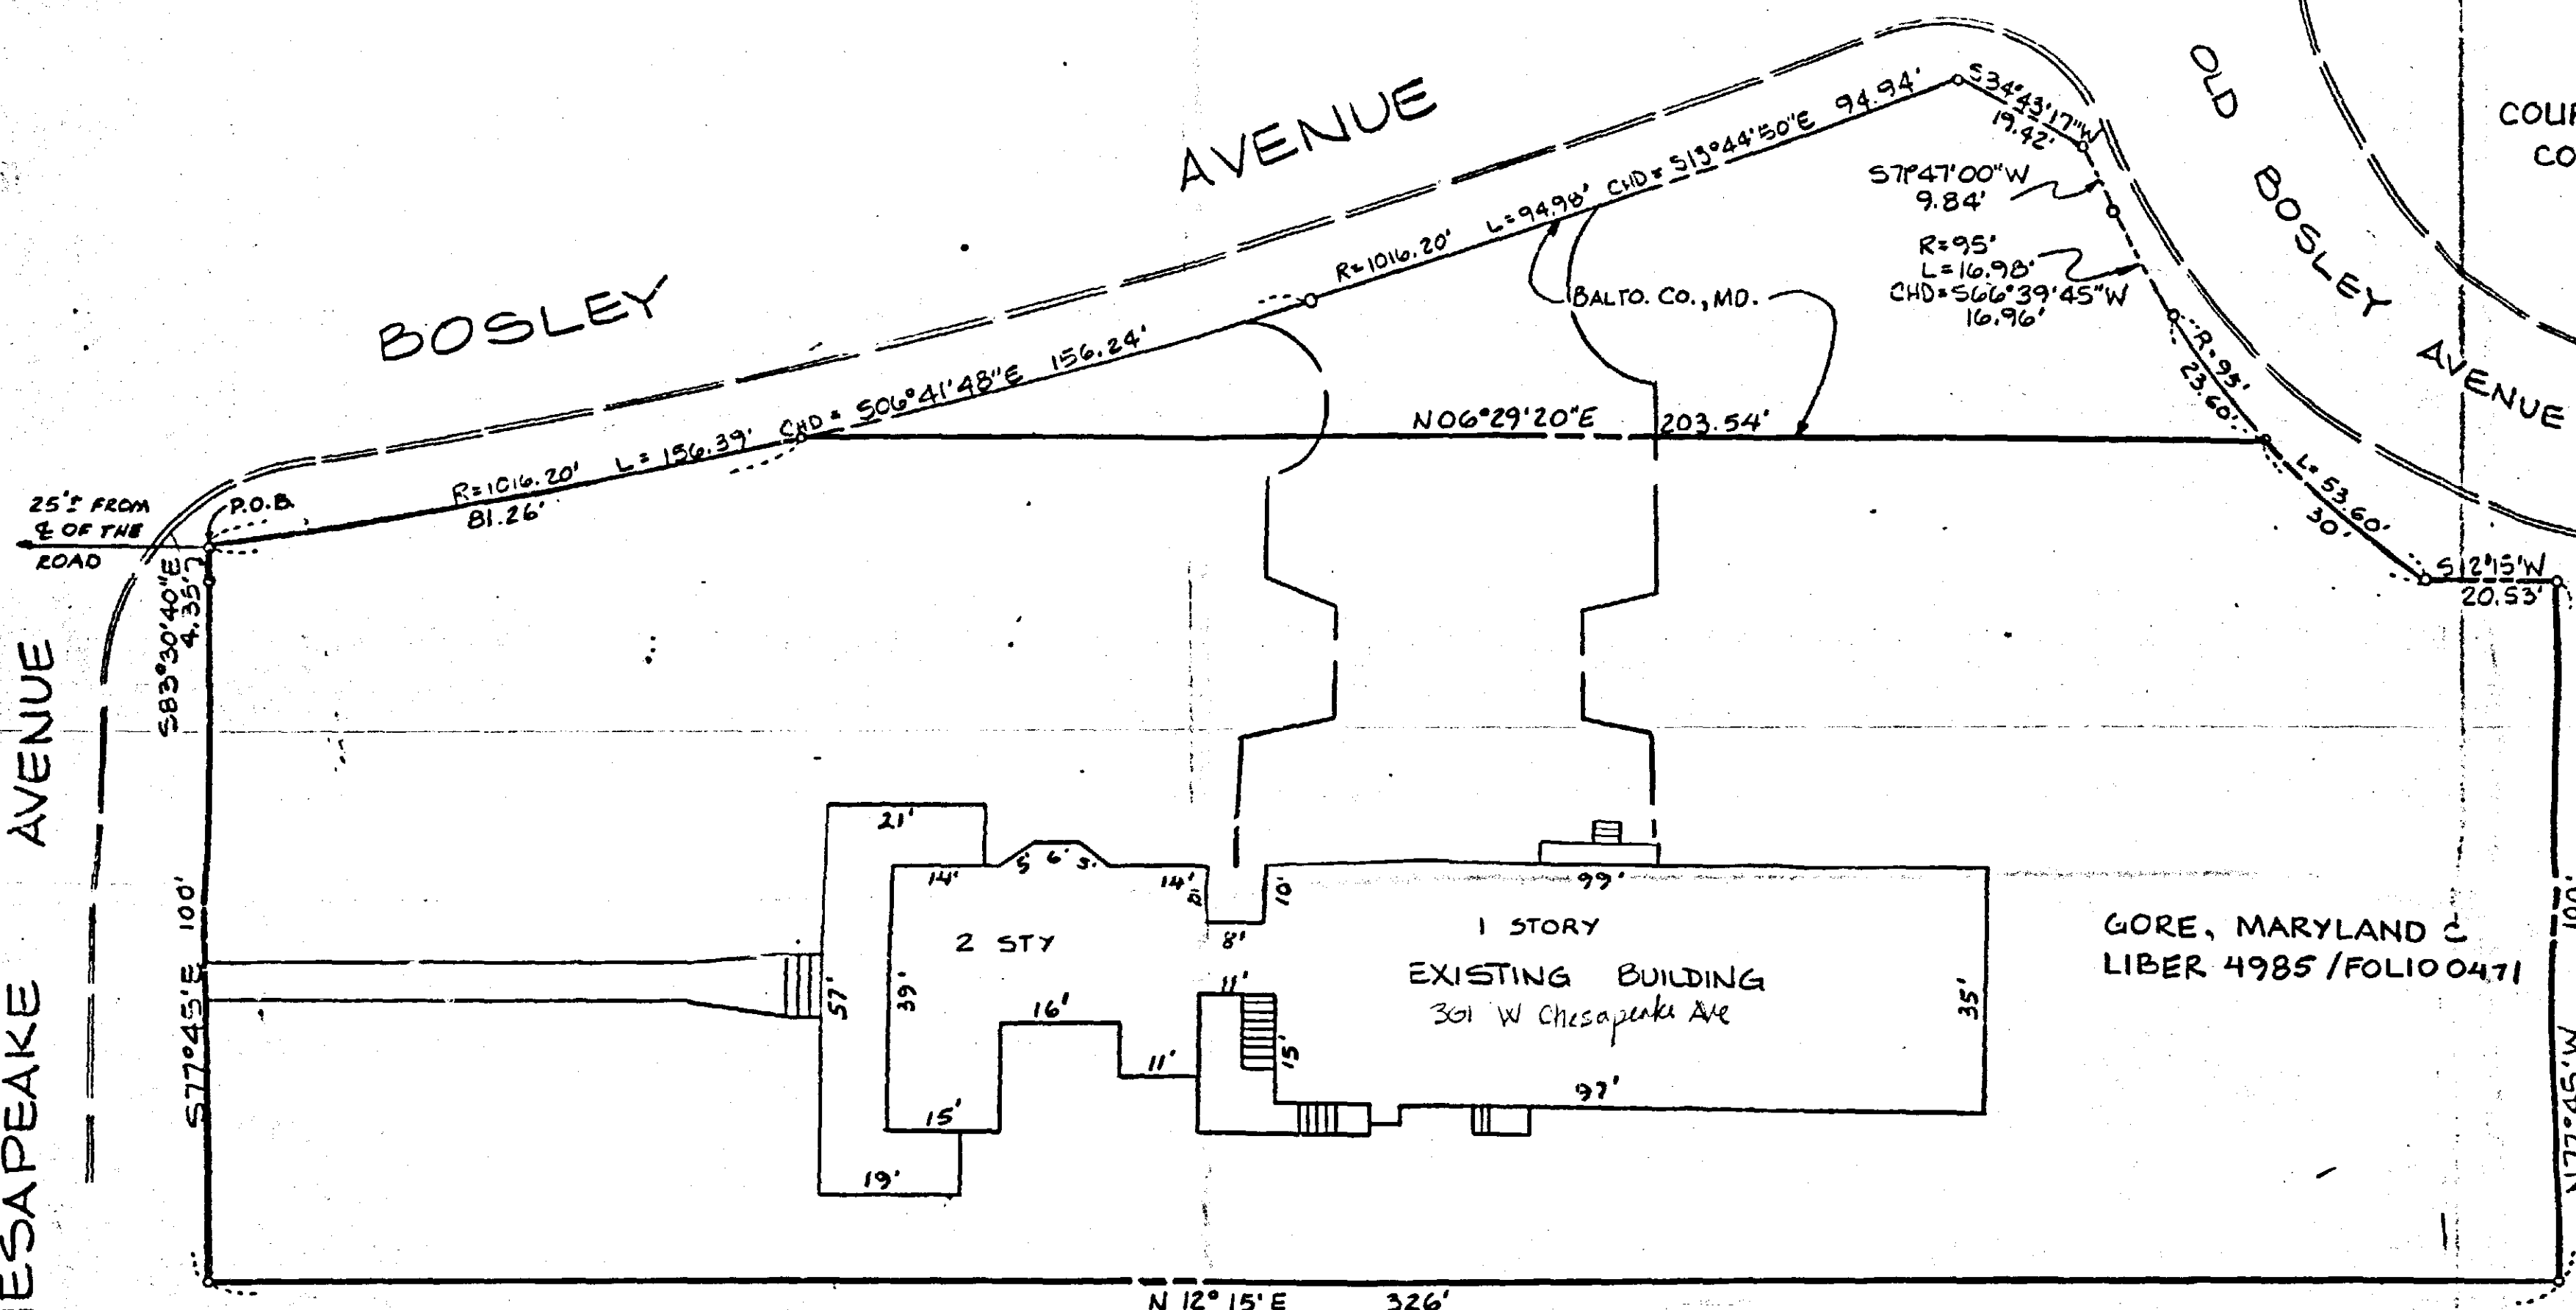 BOSLEY
AVENUE
OLD
BOSLEY
AVENUE
COUR
CO
S34°43'17"W
19.42'
S71°47'00"W
9.84'
R=95'
L=16.98'
CHD=S66°39'45"W
16.96'
R=95'
23.60'
L=53.60'
30'
S12°15'W
20.53'
R=1016.20' L=94.98' CHD= S13°44'50"E 94.94'
BALTO. CO., MD.
R=1016.20' L=156.39' CHD= S06°41'48"E 156.24'
81.26'
N06°29'20"E 203.54'
25'± FROM
℄ OF THE
ROAD
P.O.B.
S83°30'40"E
4.35'
ESAPEAKE AVENUE
S77°45'E 100'
21'
14'
5' 6' 5'
14'
10'
8'
10'
99'
2 STY
57'
39'
16'
11'
11'
15'
15'
19'
1 STORY
EXISTING BUILDING
301 W Chesapeake Ave
35'
97'
GORE, MARYLAND C
LIBER 4985 / FOLIO 0471
100'
N77°45'W
N 12° 15' E 326'